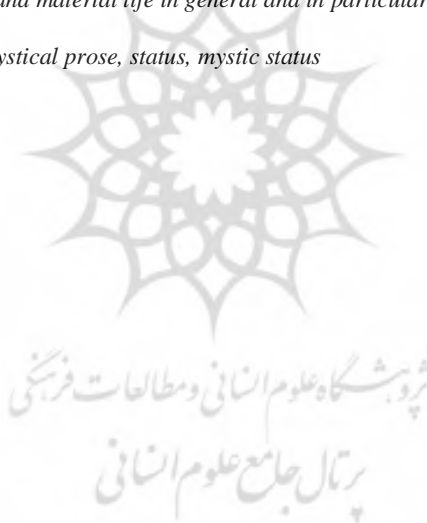 and material life in general and in particular
ystical prose, status, mystic status
پژوهشگاه علوم انسانی و مطالعات فرهنگی
پرتال جامع علوم انسانی